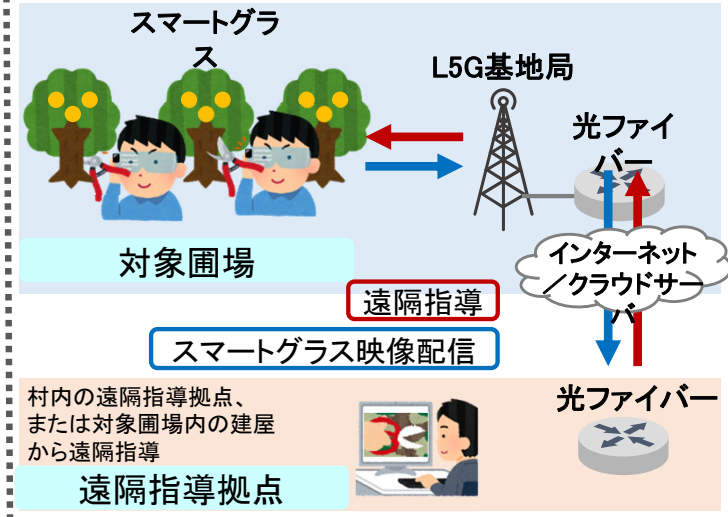 スマートグラ
ス
L5G基地局
光ファイ
バー
対象圃場
インターネット
／クラウドサー
バ
遠隔指導
スマートグラス映像配信
村内の遠隔指導拠点、
または対象圃場内の建屋
から遠隔指導
光ファイバー
遠隔指導拠点